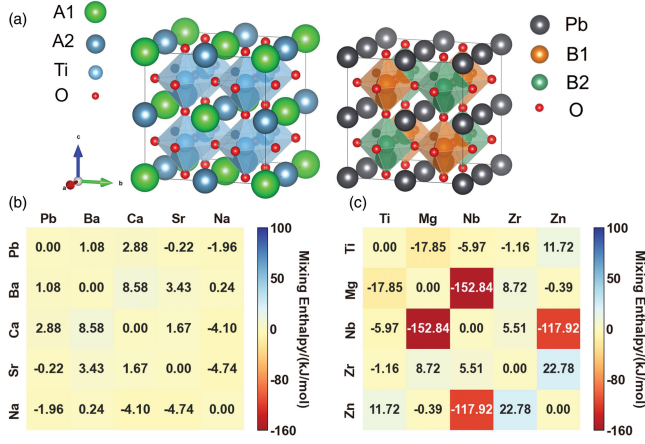 (a)
A1
A2
Ti
O
c
a
b
Pb
B1
B2
O
(b)
Pb Ba Ca Sr Na
Pb 0.00 1.08 2.88 -0.22 -1.96
Ba 1.08 0.00 8.58 3.43 0.24
Ca 2.88 8.58 0.00 1.67 -4.10
Sr -0.22 3.43 1.67 0.00 -4.74
Na -1.96 0.24 -4.10 -4.74 0.00
100
50
0
-80
-160
Mixing Enthalpy/(kJ/mol)
(c)
Ti Mg Nb Zr Zn
Ti 0.00 -17.85 -5.97 -1.16 11.72
Mg -17.85 0.00 -152.84 8.72 -0.39
Nb -5.97 -152.84 0.00 5.51 -117.92
Zr -1.16 8.72 5.51 0.00 22.78
Zn 11.72 -0.39 -117.92 22.78 0.00
100
50
0
-80
-160
Mixing Enthalpy/(kJ/mol)